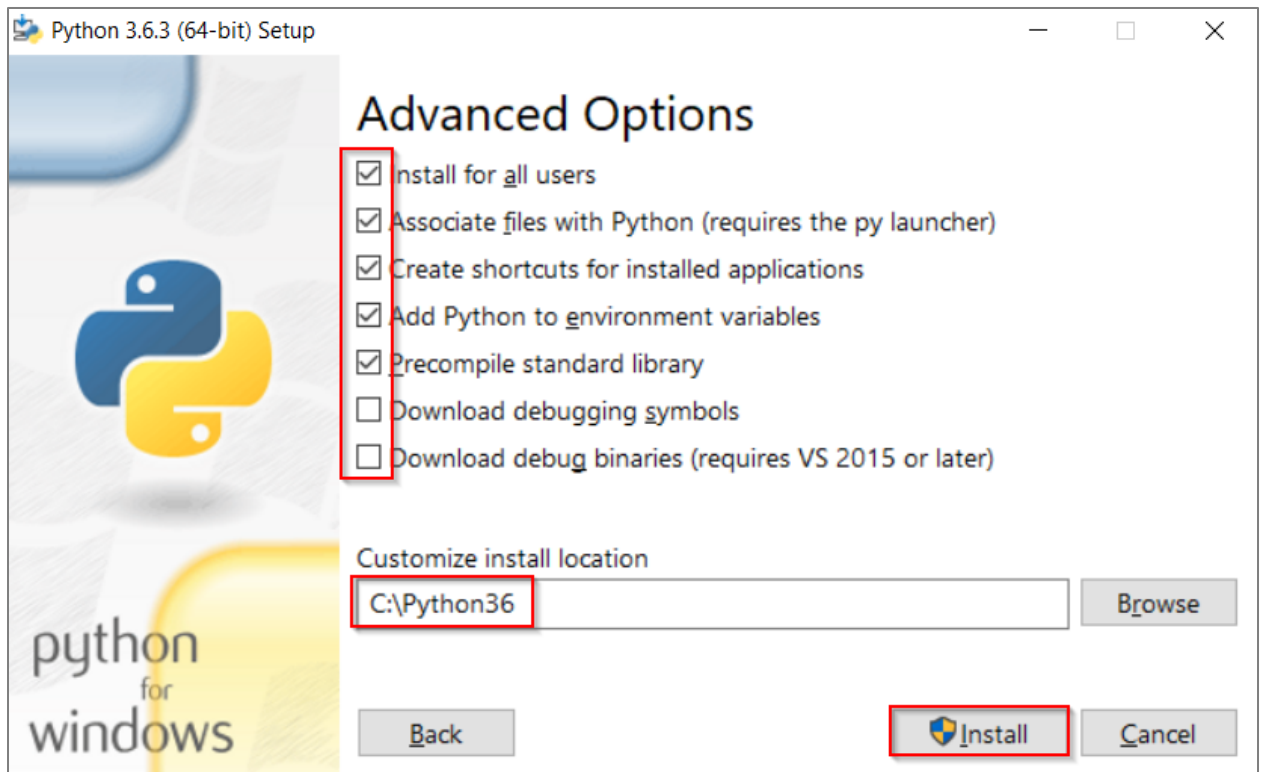 Python 3.6.3 (64-bit) Setup
Advanced Options
Install for all users
Associate files with Python (requires the py launcher)
Create shortcuts for installed applications
Add Python to environment variables
Precompile standard library
Download debugging symbols
Download debug binaries (requires VS 2015 or later)
Customize install location
C:\Python36
Browse
python
for
windows
Back
Install
Cancel